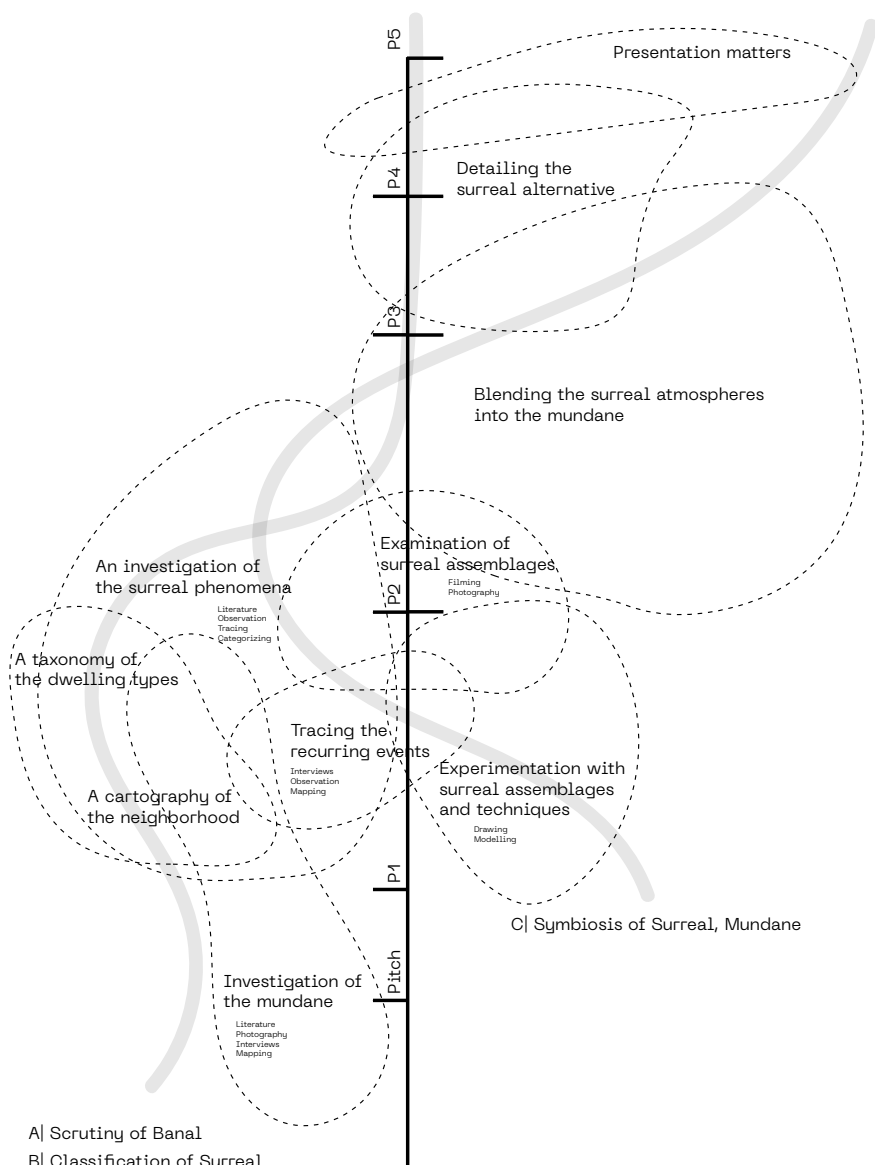 P5
Presentation matters
P4
Detailing the
surreal alternative
P3
Blending the surreal atmospheres
into the mundane
Examination of
surreal assemblages
Filming
Photography
An investigation of
the surreal phenomena
Literature
Observation
Tracing
Categorizing
P2
A taxonomy of
the dwelling types
Tracing the
recurring events
Interviews
Observation
Mapping
Experimentation with
surreal assemblages
and techniques
Drawing
Modelling
A cartography of
the neighborhood
P1
C| Symbiosis of Surreal, Mundane
Pitch
Investigation of
the mundane
Literature
Photography
Interviews
Mapping
A| Scrutiny of Banal
B| Classification of Surreal